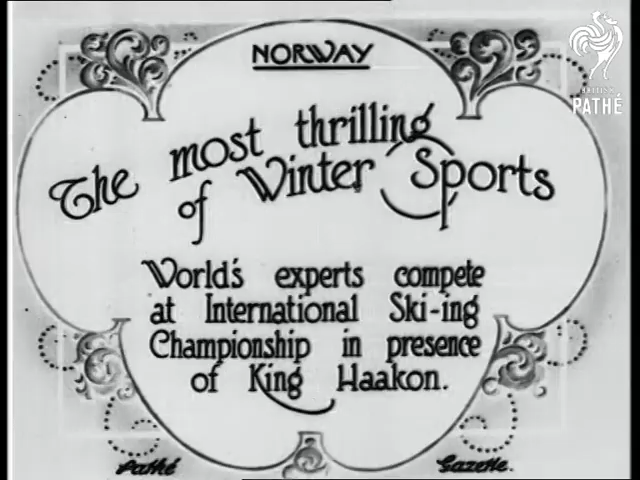 NORWAY
The most thrilling
of Winter Sports
World's experts compete
at International Ski-ing
Championship in presence
of King Haakon.
Pathé Gazette.
BRITISH
PATHÉ